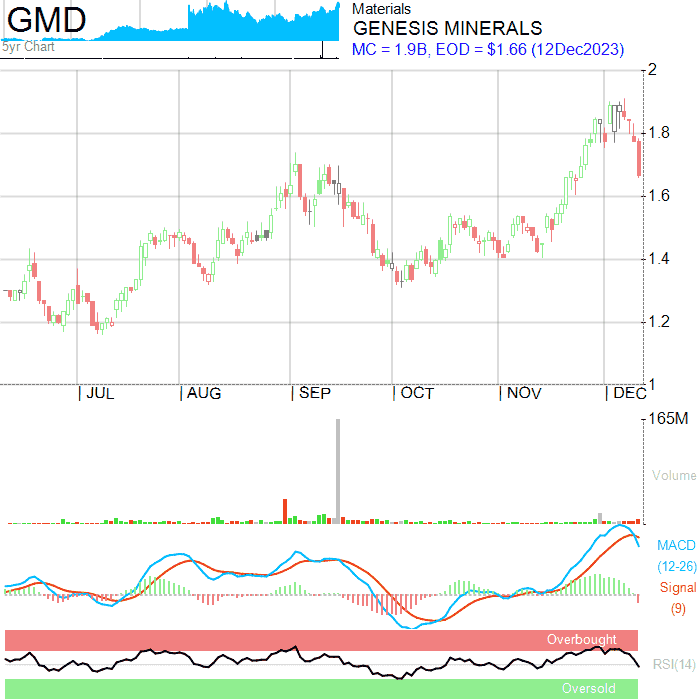 GMD
5yr Chart
Materials
GENESIS MINERALS
MC = 1.9B, EOD = $1.66 (12Dec2023)
2
1.8
1.6
1.4
1.2
1
JUL AUG SEP OCT NOV DEC
165M
Volume
MACD
(12-26)
Signal
(9)
Overbought
RSI(14)
Oversold